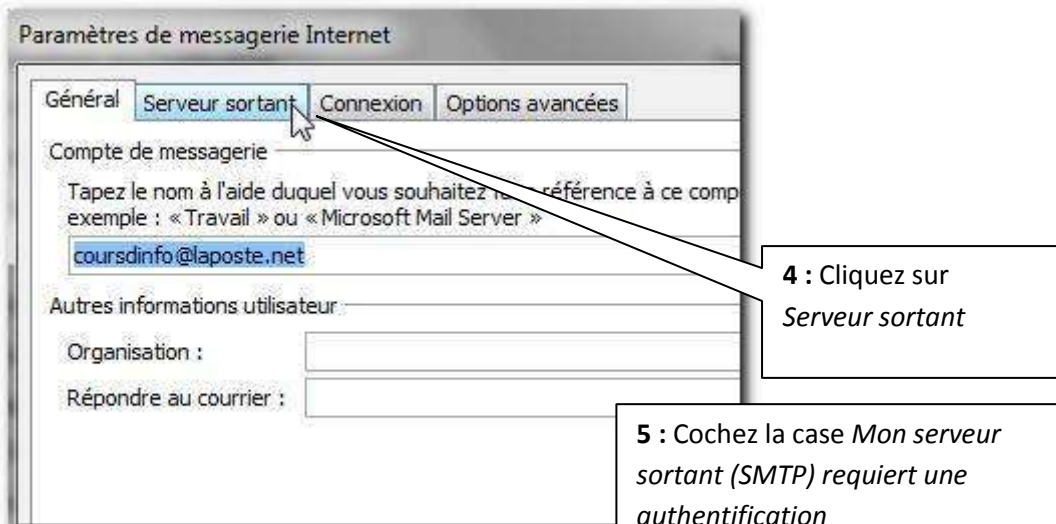 Paramètres de messagerie Internet
Général Serveur sortant Connexion Options avancées
Compte de messagerie
Tapez le nom à l'aide duquel vous souhaitez référence à ce comp
exemple : « Travail » ou « Microsoft Mail Server »
coursdinfo@laposte.net
Autres informations utilisateur
Organisation :
Répondre au courrier :
4 : Cliquez sur
Serveur sortant
5 : Cochez la case Mon serveur
sortant (SMTP) requiert une
authentification